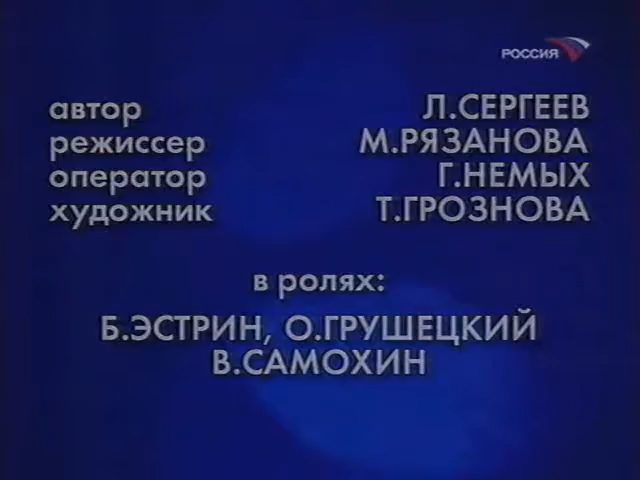 РОССИЯ
автор Л.СЕРГЕЕВ
режиссер М.РЯЗАНОВА
оператор Г.НЕМЫХ
художник Т.ГРОЗНОВА
в ролях:
Б.ЭСТРИН, О.ГРУШЕЦКИЙ
В.САМОХИН